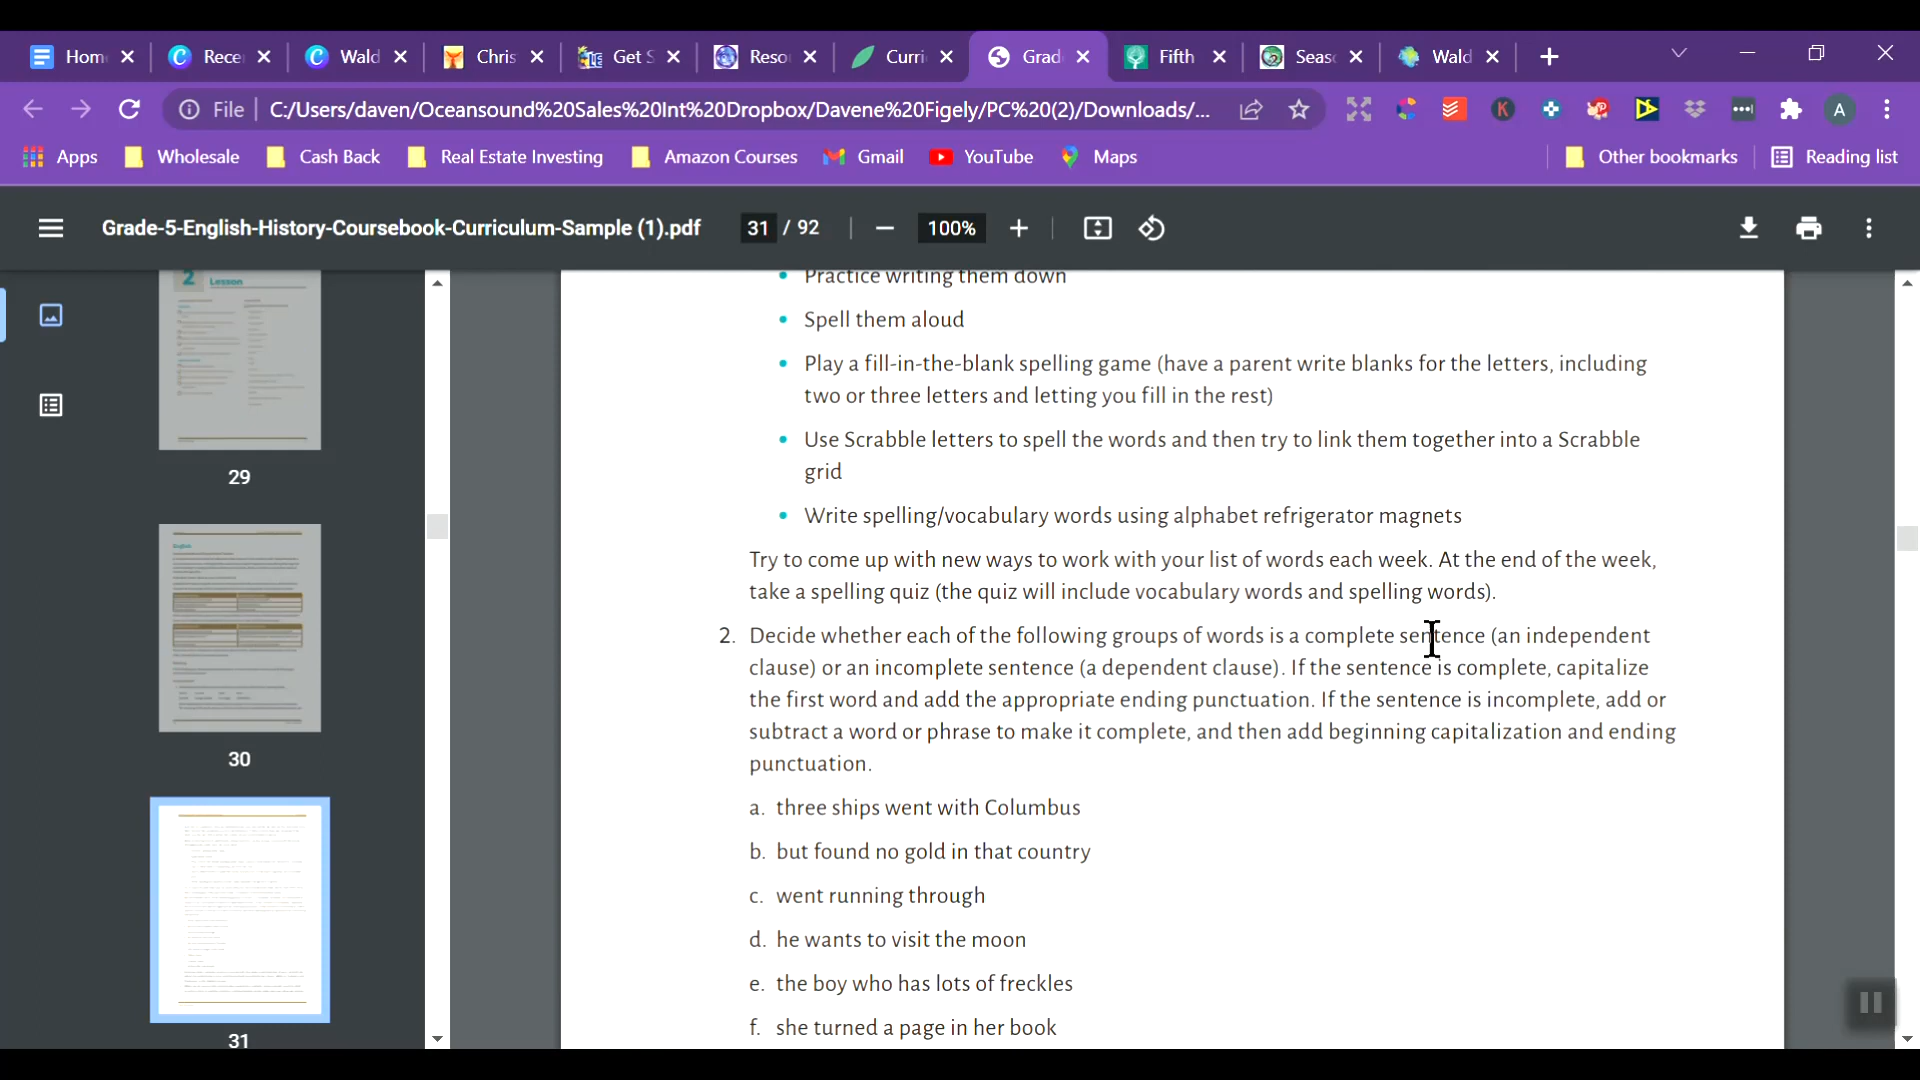 Hom
Rece
Wald
Chris
Get S
Reso
Curri
Grad
Fifth
Seas
Wald
File
C:/Users/daven/Oceansound%20Sales%20Int%20Dropbox/Davene%20Figely/PC%20(2)/Downloads/...
K
A
Apps
Wholesale
Cash Back
Real Estate Investing
Amazon Courses
Gmail
YouTube
Maps
Other bookmarks
Reading list
Grade-5-English-History-Coursebook-Curriculum-Sample (1).pdf
31 / 92
100%
2 Lesson
29
English
30
31
• Practice writing them down
• Spell them aloud
• Play a fill-in-the-blank spelling game (have a parent write blanks for the letters, including
two or three letters and letting you fill in the rest)
• Use Scrabble letters to spell the words and then try to link them together into a Scrabble
grid
• Write spelling/vocabulary words using alphabet refrigerator magnets
Try to come up with new ways to work with your list of words each week. At the end of the week,
take a spelling quiz (the quiz will include vocabulary words and spelling words).
2. Decide whether each of the following groups of words is a complete sentence (an independent
clause) or an incomplete sentence (a dependent clause). If the sentence is complete, capitalize
the first word and add the appropriate ending punctuation. If the sentence is incomplete, add or
subtract a word or phrase to make it complete, and then add beginning capitalization and ending
punctuation.
a. three ships went with Columbus
b. but found no gold in that country
c. went running through
d. he wants to visit the moon
e. the boy who has lots of freckles
f. she turned a page in her book